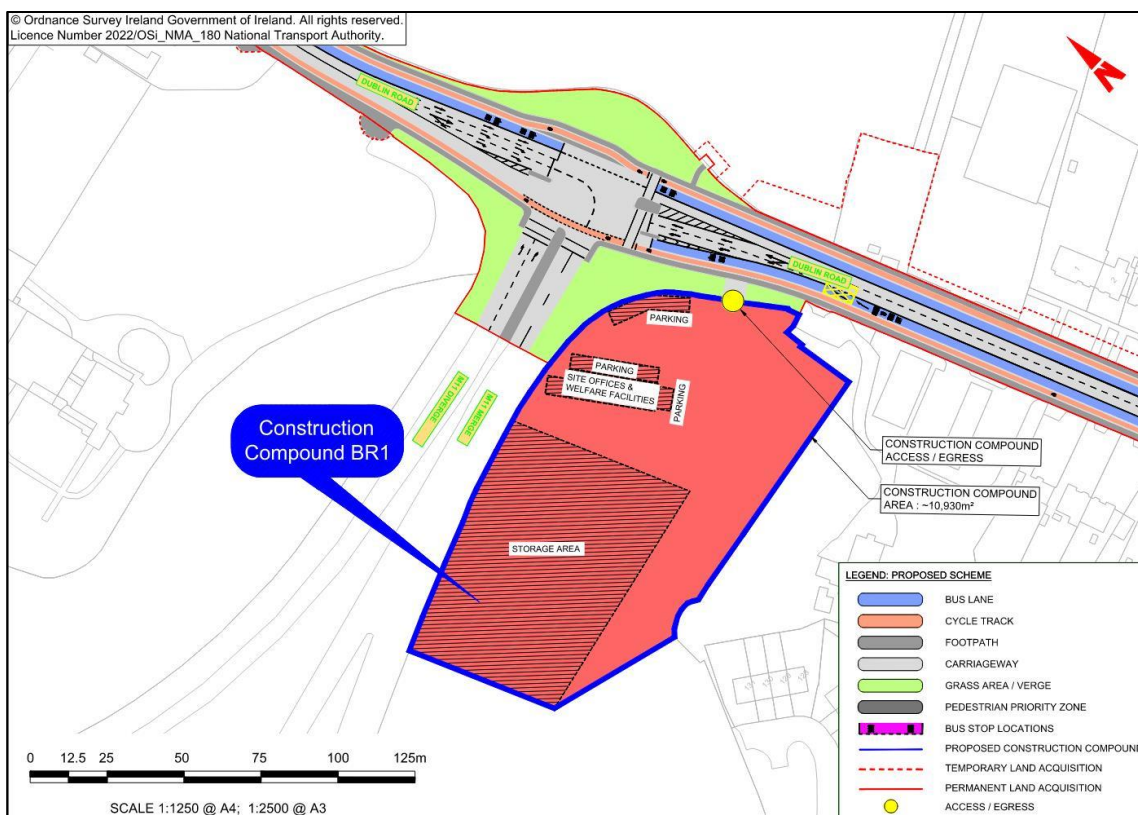 © Ordnance Survey Ireland Government of Ireland. All rights reserved.
Licence Number 2022/OSi_NMA_180 National Transport Authority.
N
DUBLIN ROAD
DUBLIN ROAD
PARKING
PARKING
SITE OFFICES &
WELFARE FACILITIES
PARKING
M11 DIVERGE
M11 MERGE
Construction
Compound BR1
CONSTRUCTION COMPOUND
ACCESS / EGRESS
CONSTRUCTION COMPOUND
AREA : ~10,930m²
STORAGE AREA
LEGEND: PROPOSED SCHEME
BUS LANE
CYCLE TRACK
FOOTPATH
CARRIAGEWAY
GRASS AREA / VERGE
PEDESTRIAN PRIORITY ZONE
BUS STOP LOCATIONS
PROPOSED CONSTRUCTION COMPOUND
TEMPORARY LAND ACQUISITION
PERMANENT LAND ACQUISITION
ACCESS / EGRESS
0 12.5 25 50 75 100 125m
SCALE 1:1250 @ A4; 1:2500 @ A3